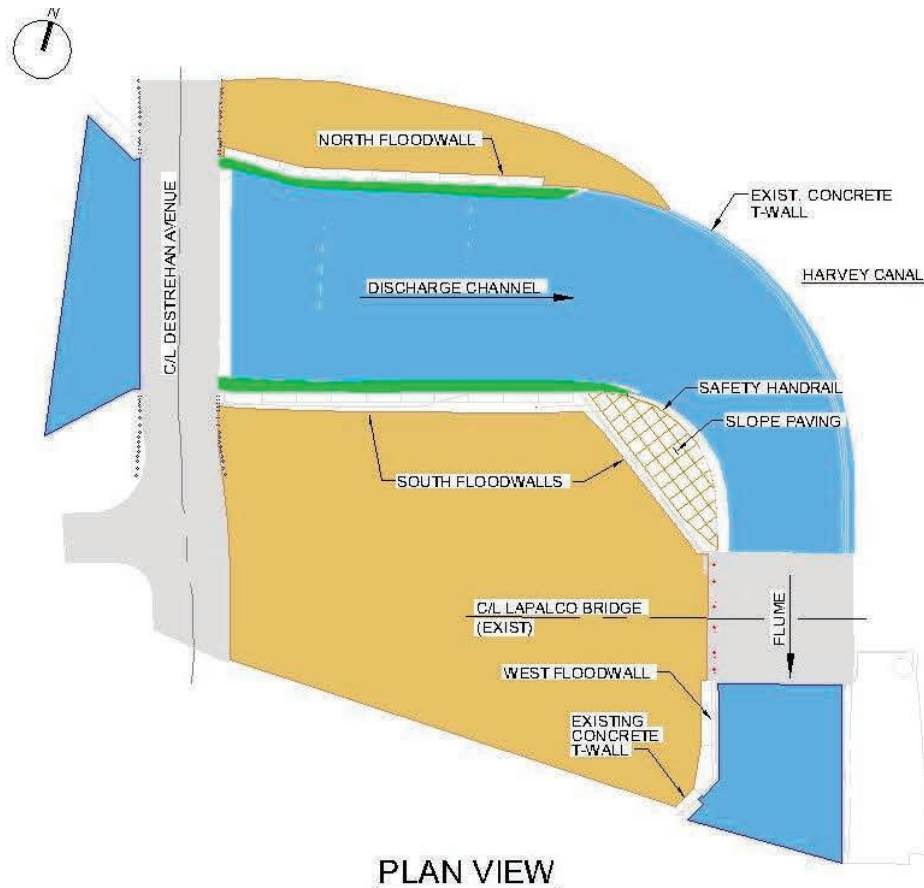 N
NORTH FLOODWALL
EXIST. CONCRETE
T-WALL
HARVEY CANAL
C/L DESTREHAN AVENUE
DISCHARGE CHANNEL
SAFETY HANDRAIL
SLOPE PAVING
SOUTH FLOODWALLS
C/L LAPALCO BRIDGE
(EXIST)
FLUME
WEST FLOODWALL
EXISTING
CONCRETE
T-WALL
PLAN VIEW